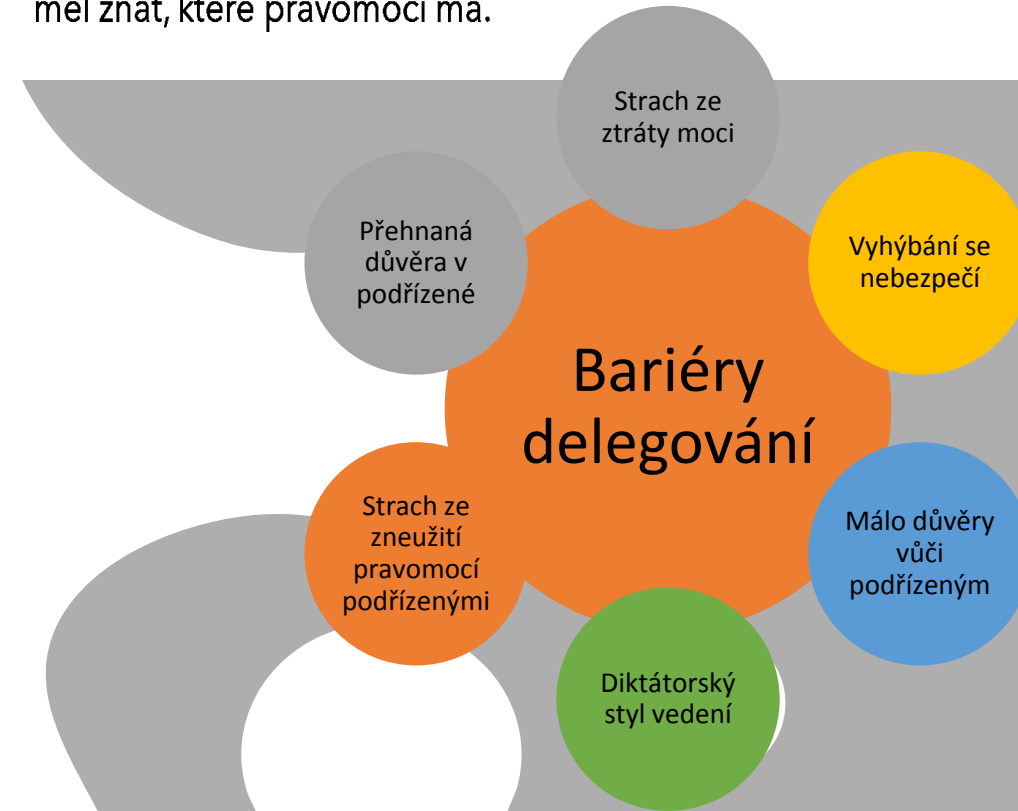 měl znát, které pravomoci má.
Strach ze
ztráty moci
Přehnaná
důvěra v
podřízené
Vyhýbání se
nebezpečí
Bariéry
delegování
Strach ze
zneužití
pravomocí
podřízenými
Málo důvěry
vůči
podřízeným
Diktátorský
styl vedení